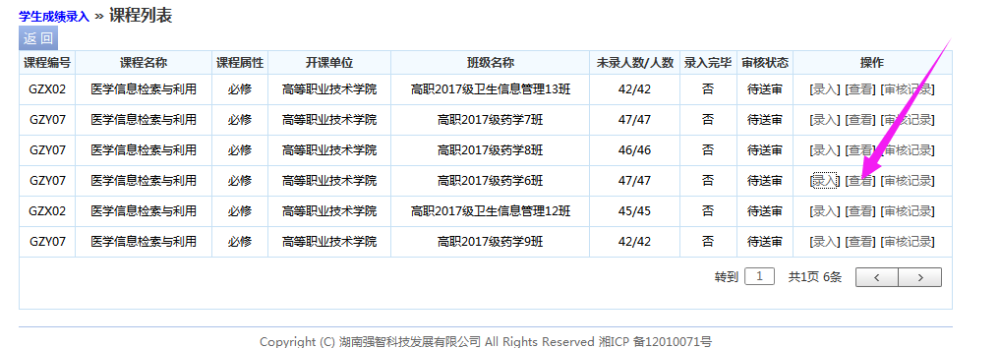 学生成绩录入 » 课程列表
返 回
课程编号 课程名称 课程属性 开课单位 班级名称 未录人数/人数 录入完毕 审核状态 操作
GZX02 医学信息检索与利用 必修 高等职业技术学院 高职2017级卫生信息管理13班 42/42 否 待送审 [录入] [查看] [审核记录]
GZY07 医学信息检索与利用 必修 高等职业技术学院 高职2017级药学7班 47/47 否 待送审 [录入] [查看] [审核记录]
GZY07 医学信息检索与利用 必修 高等职业技术学院 高职2017级药学8班 46/46 否 待送审 [录入] [查看] [审核记录]
GZY07 医学信息检索与利用 必修 高等职业技术学院 高职2017级药学6班 47/47 否 待送审 [录入] [查看] [审核记录]
GZX02 医学信息检索与利用 必修 高等职业技术学院 高职2017级卫生信息管理12班 45/45 否 待送审 [录入] [查看] [审核记录]
GZY07 医学信息检索与利用 必修 高等职业技术学院 高职2017级药学9班 42/42 否 待送审 [录入] [查看] [审核记录]
转到 1 共1页 6条
Copyright (C) 湖南强智科技发展有限公司 All Rights Reserved 湘ICP 备12010071号